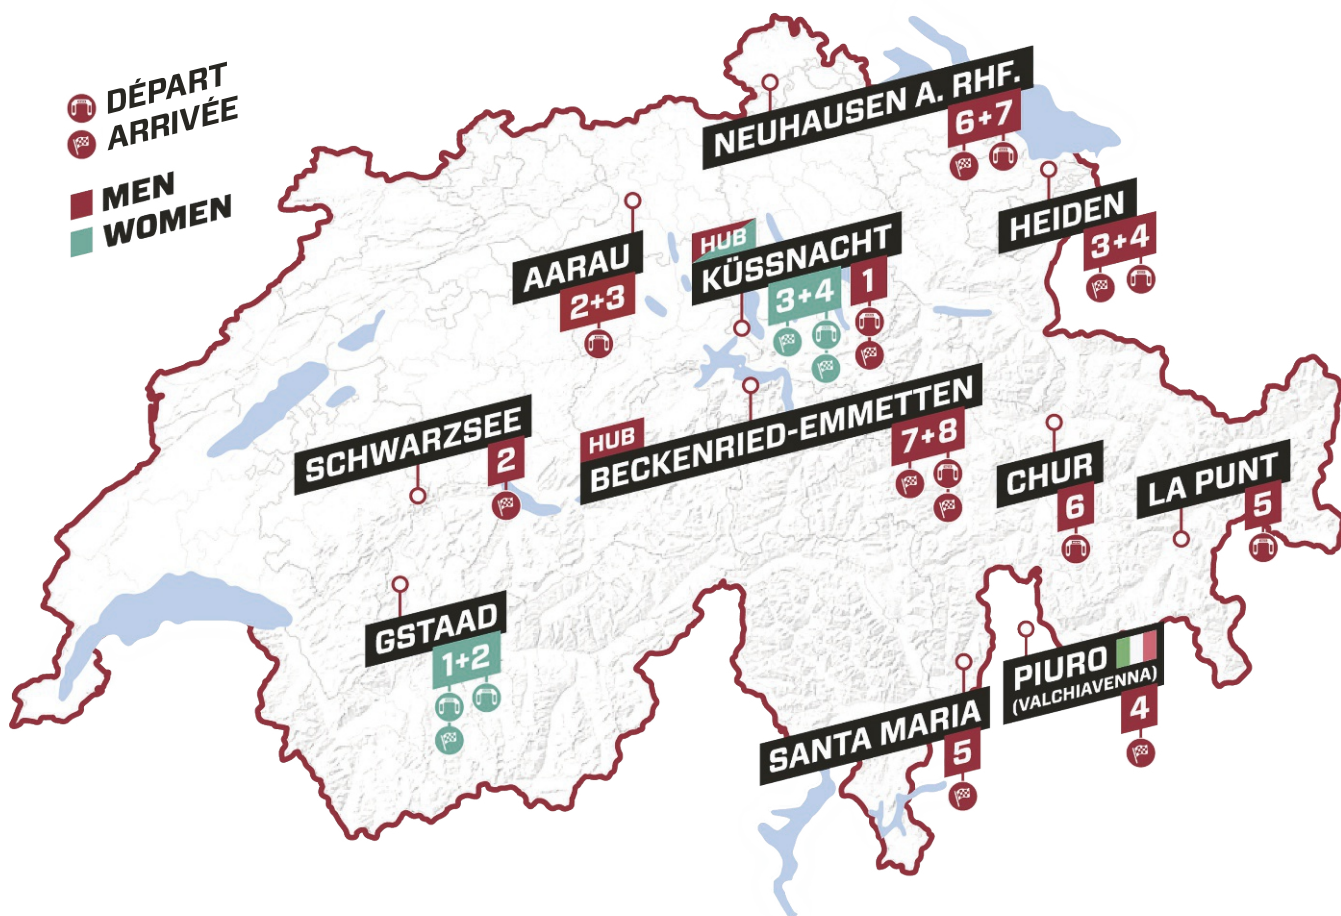 DÉPART
ARRIVÉE
MEN
WOMEN
NEUHAUSEN A. RHF.
6+7
HEIDEN
3+4
AARAU
2+3
HUB
KÜSSNACHT
3+4
1
SCHWARZSEE
2
HUB
BECKENRIED-EMMETTEN
7+8
CHUR
6
LA PUNT
5
GSTAAD
1+2
PIURO
(VALCHIAVENNA)
4
SANTA MARIA
5